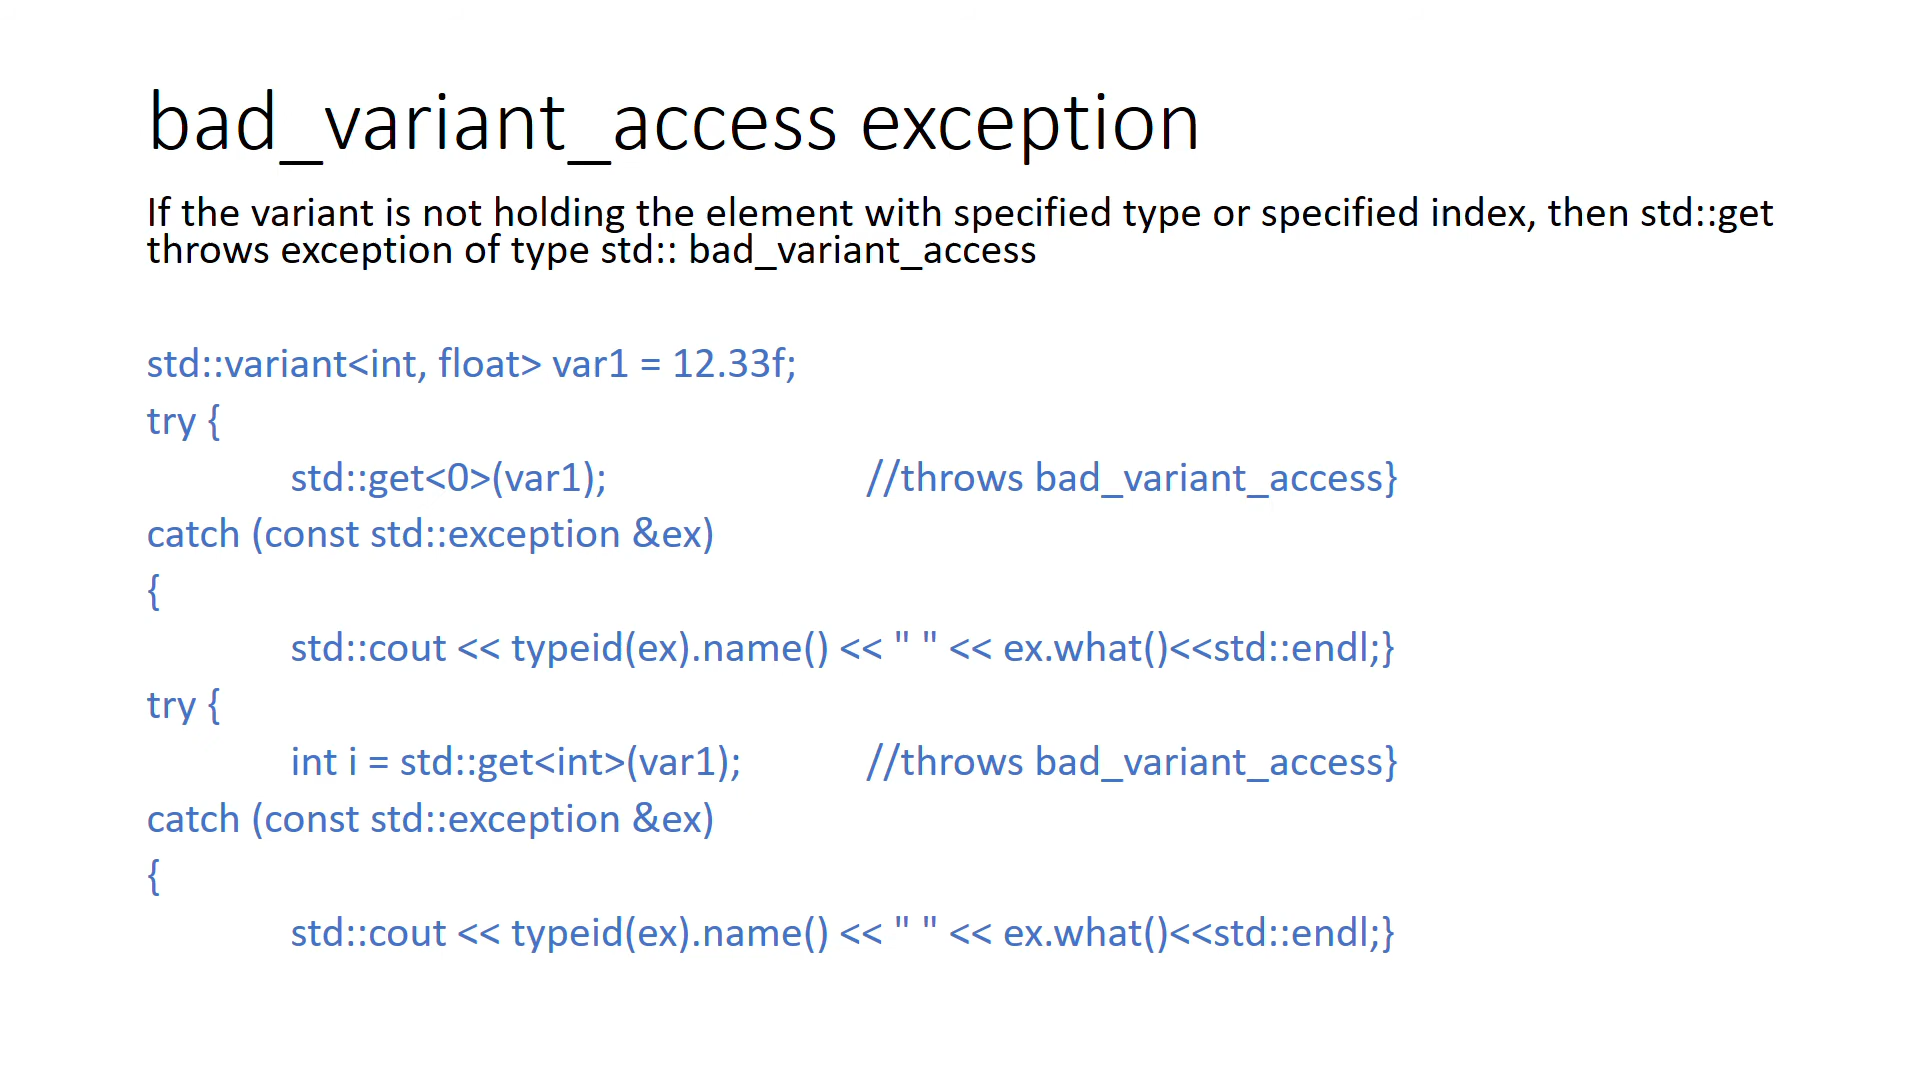 bad_variant_access exception
If the variant is not holding the element with specified type or specified index, then std::get
throws exception of type std:: bad_variant_access
std::variant<int, float> var1 = 12.33f;
try {
std::get<0>(var1); //throws bad_variant_access}
catch (const std::exception &ex)
{
std::cout << typeid(ex).name() << " " << ex.what()<<std::endl;}
try {
int i = std::get<int>(var1); //throws bad_variant_access}
catch (const std::exception &ex)
{
std::cout << typeid(ex).name() << " " << ex.what()<<std::endl;}